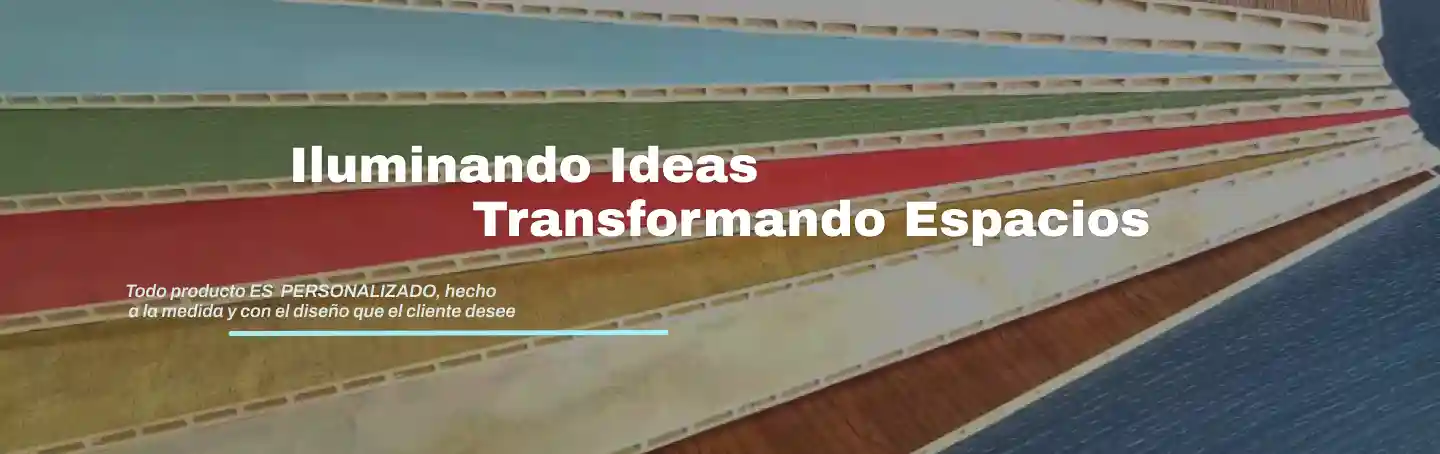 Iluminando Ideas
Transformando Espacios
Todo producto ES PERSONALIZADO, hecho
a la medida y con el diseño que el cliente desee